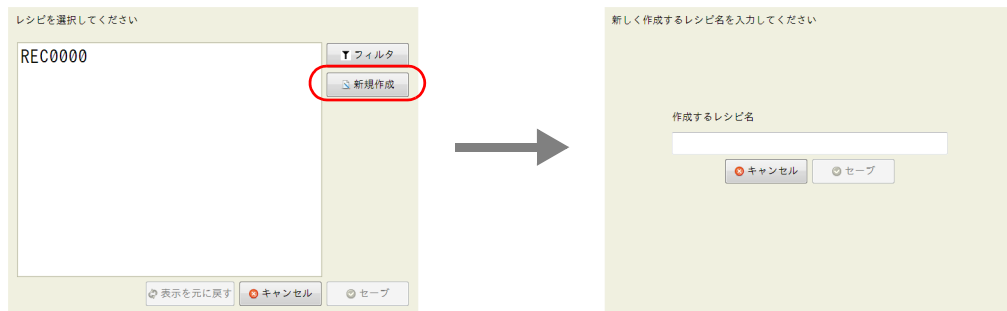 レシピを選択してください
REC0000
フィルタ
新規作成
表示を元に戻す
キャンセル
セーブ
新しく作成するレシピ名を入力してください
作成するレシピ名
キャンセル
セーブ